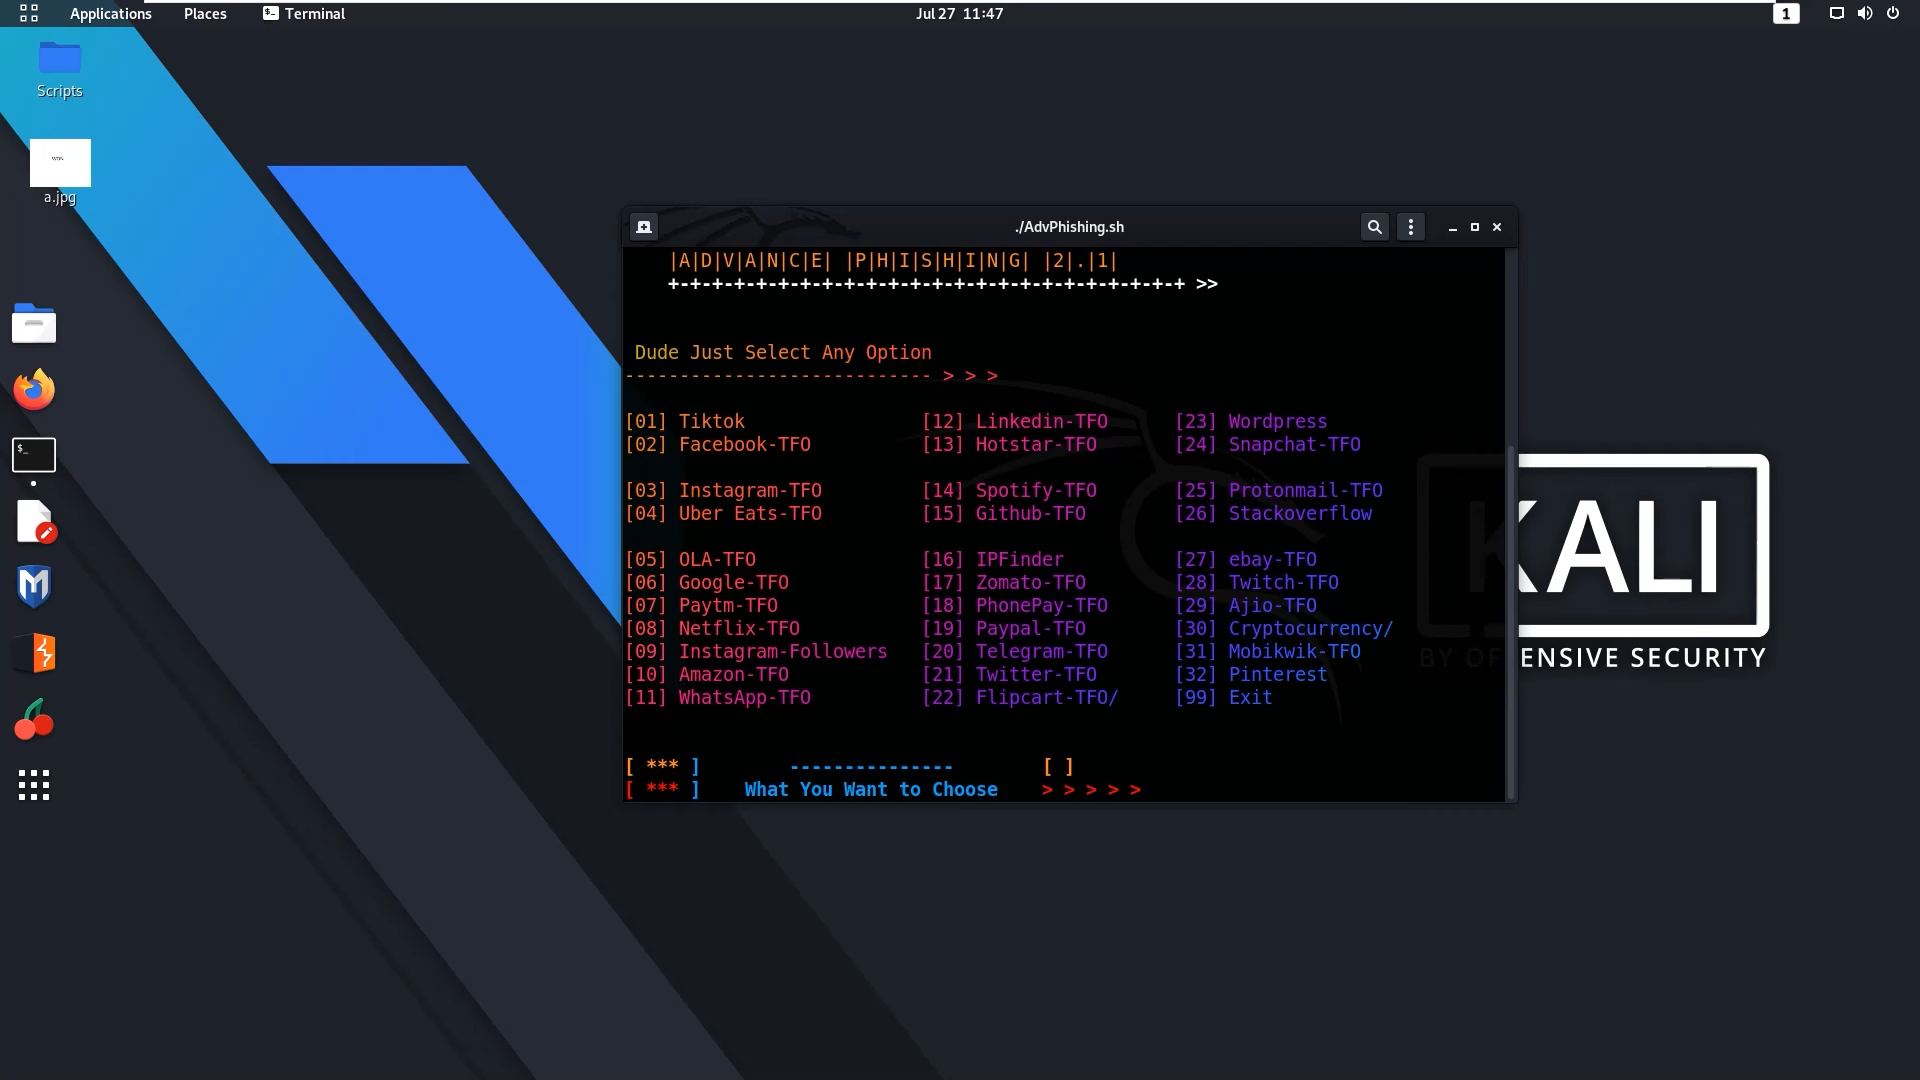 Applications Places Terminal Jul 27 11:47 1
Scripts
a.jpg
./AdvPhishing.sh
|A|D|V|A|N|C|E| |P|H|I|S|H|I|N|G| |2|.|1|
+-+-+-+-+-+-+-+-+-+-+-+-+-+-+-+-+-+-+-+-+-+-+-+ >>
Dude Just Select Any Option
---------------------------- > > >
[01] Tiktok [12] Linkedin-TFO [23] Wordpress
[02] Facebook-TFO [13] Hotstar-TFO [24] Snapchat-TFO
[03] Instagram-TFO [14] Spotify-TFO [25] Protonmail-TFO
[04] Uber Eats-TFO [15] Github-TFO [26] Stackoverflow
[05] OLA-TFO [16] IPFinder [27] ebay-TFO
[06] Google-TFO [17] Zomato-TFO [28] Twitch-TFO
[07] Paytm-TFO [18] PhonePay-TFO [29] Ajio-TFO
[08] Netflix-TFO [19] Paypal-TFO [30] Cryptocurrency/
[09] Instagram-Followers [20] Telegram-TFO [31] Mobikwik-TFO
[10] Amazon-TFO [21] Twitter-TFO [32] Pinterest
[11] WhatsApp-TFO [22] Flipcart-TFO/ [99] Exit
[ *** ] --------------- [ ]
[ *** ] What You Want to Choose > > > > >
KALI
BY OFFENSIVE SECURITY